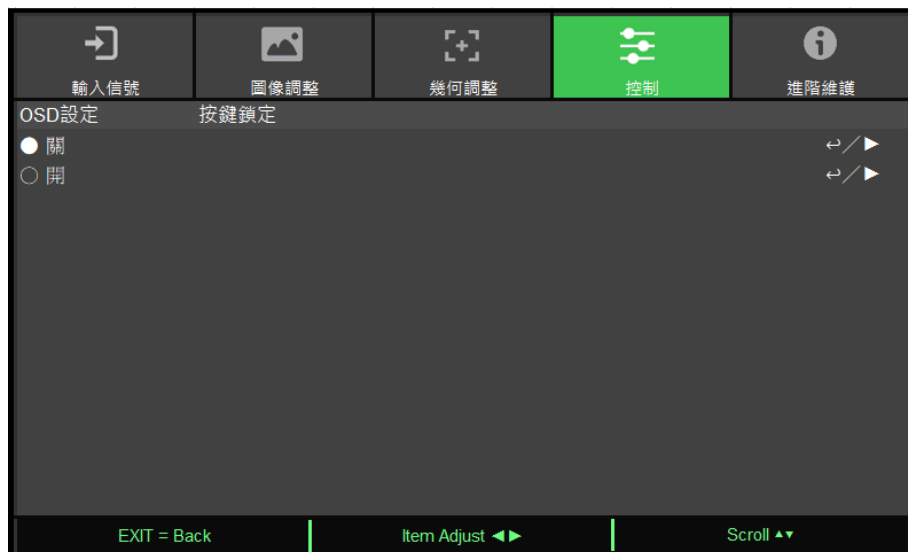 輸入信號 圖像調整 幾何調整 控制 進階維護
OSD設定 按鍵鎖定
關
開
EXIT = Back Item Adjust ◀▶ Scroll ▲▼